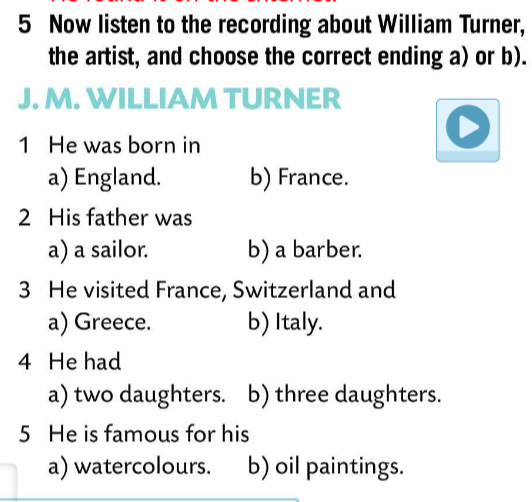 5 Now listen to the recording about William Turner,
the artist, and choose the correct ending a) or b).
J. M. WILLIAM TURNER
1 He was born in
a) England. b) France.
2 His father was
a) a sailor. b) a barber.
3 He visited France, Switzerland and
a) Greece. b) Italy.
4 He had
a) two daughters. b) three daughters.
5 He is famous for his
a) watercolours. b) oil paintings.